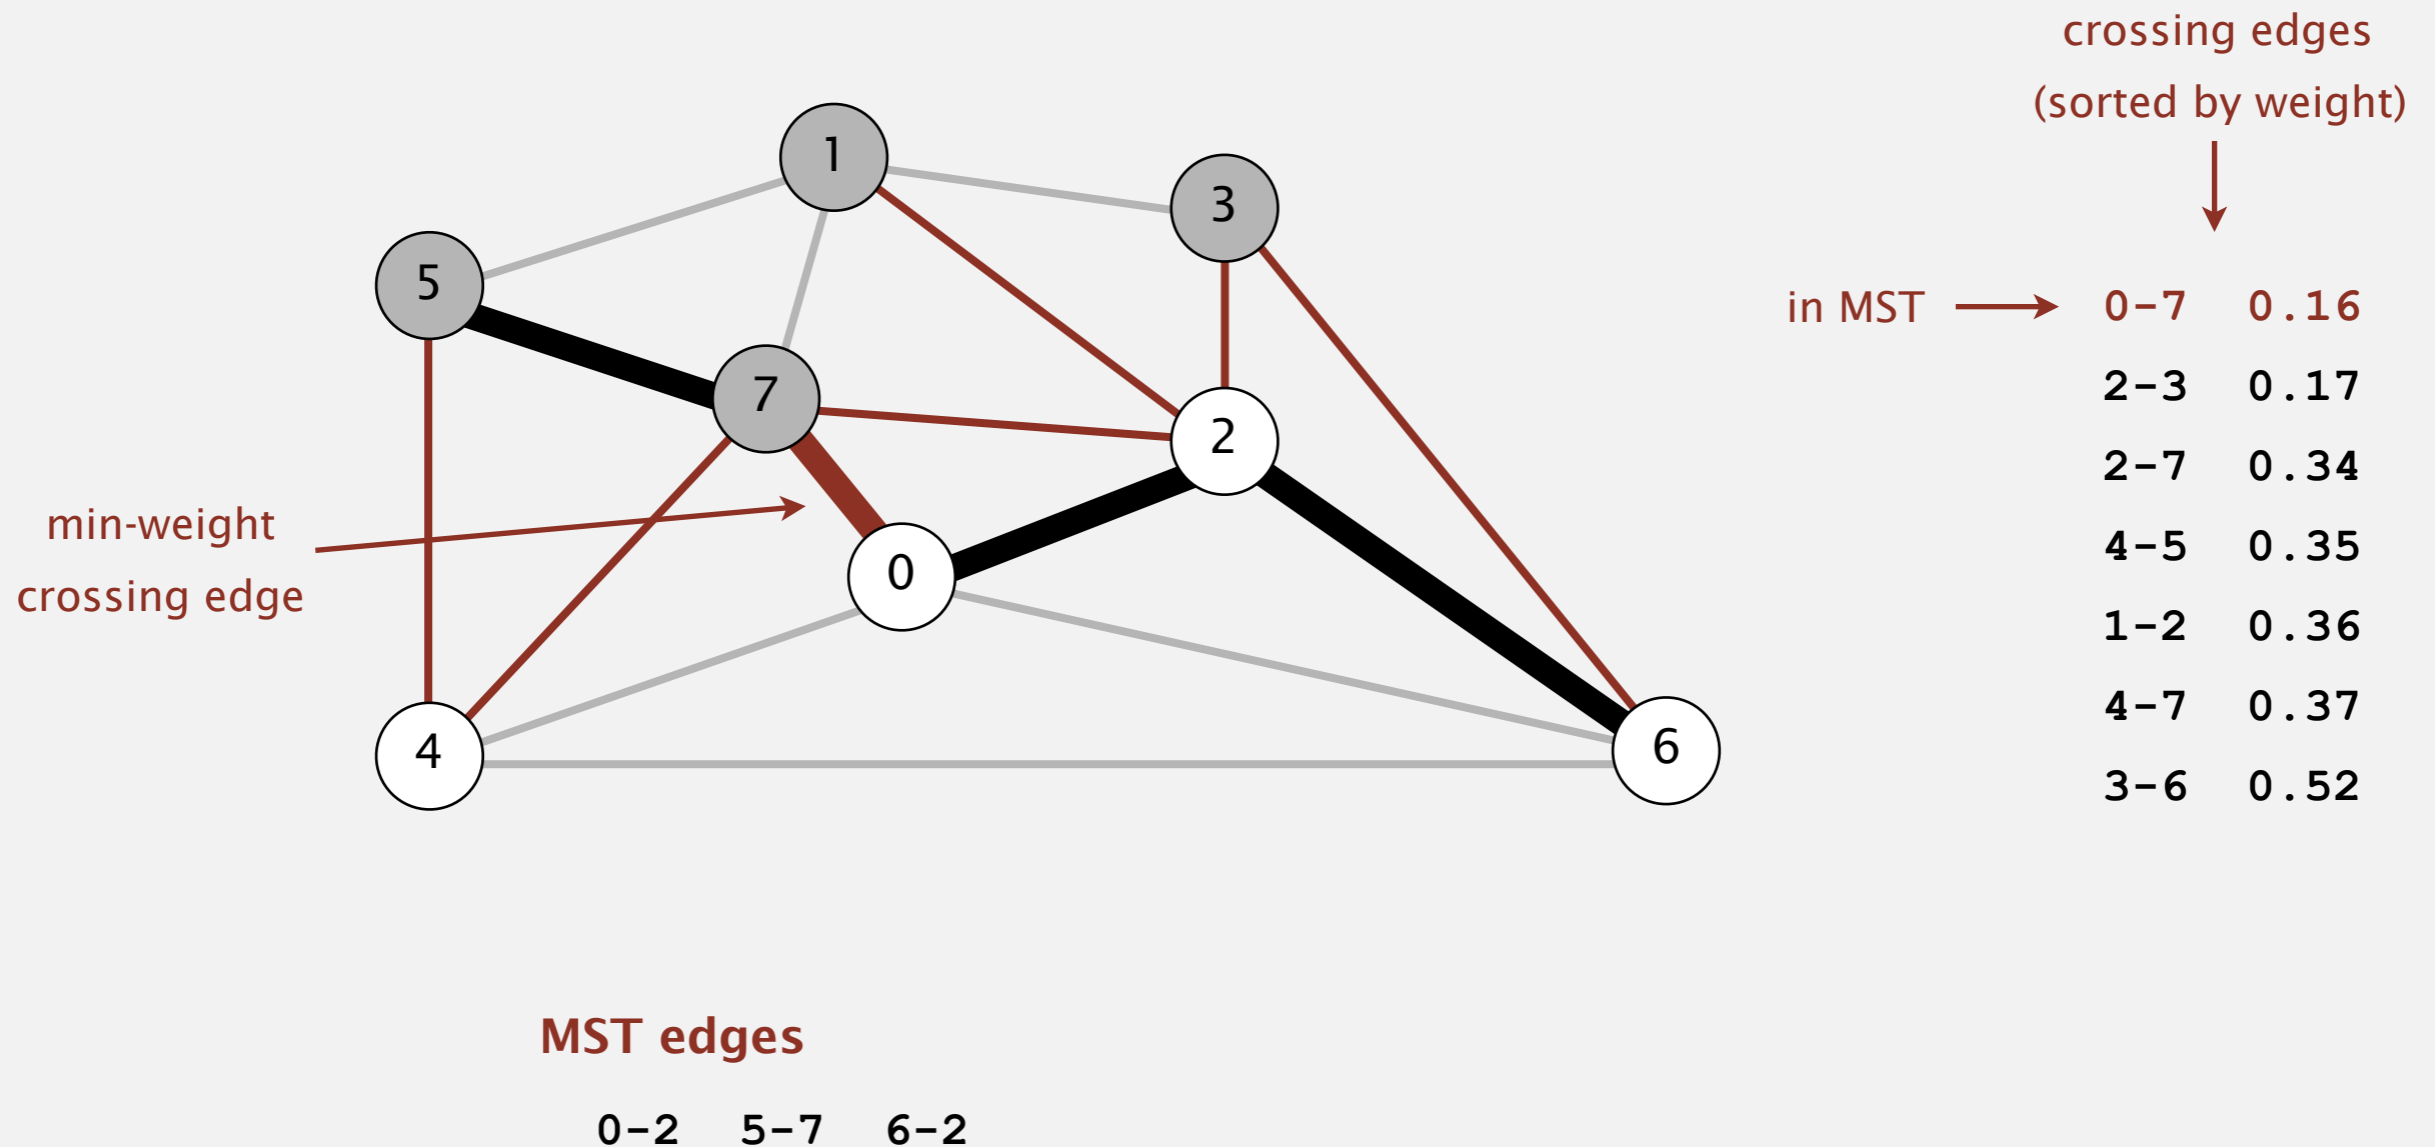 crossing edges
(sorted by weight)
1
3
5
in MST
0-7 0.16
7
2-3 0.17
2
2-7 0.34
min-weight
crossing edge
0
4-5 0.35
1-2 0.36
4
6
4-7 0.37
3-6 0.52
MST edges
0-2 5-7 6-2